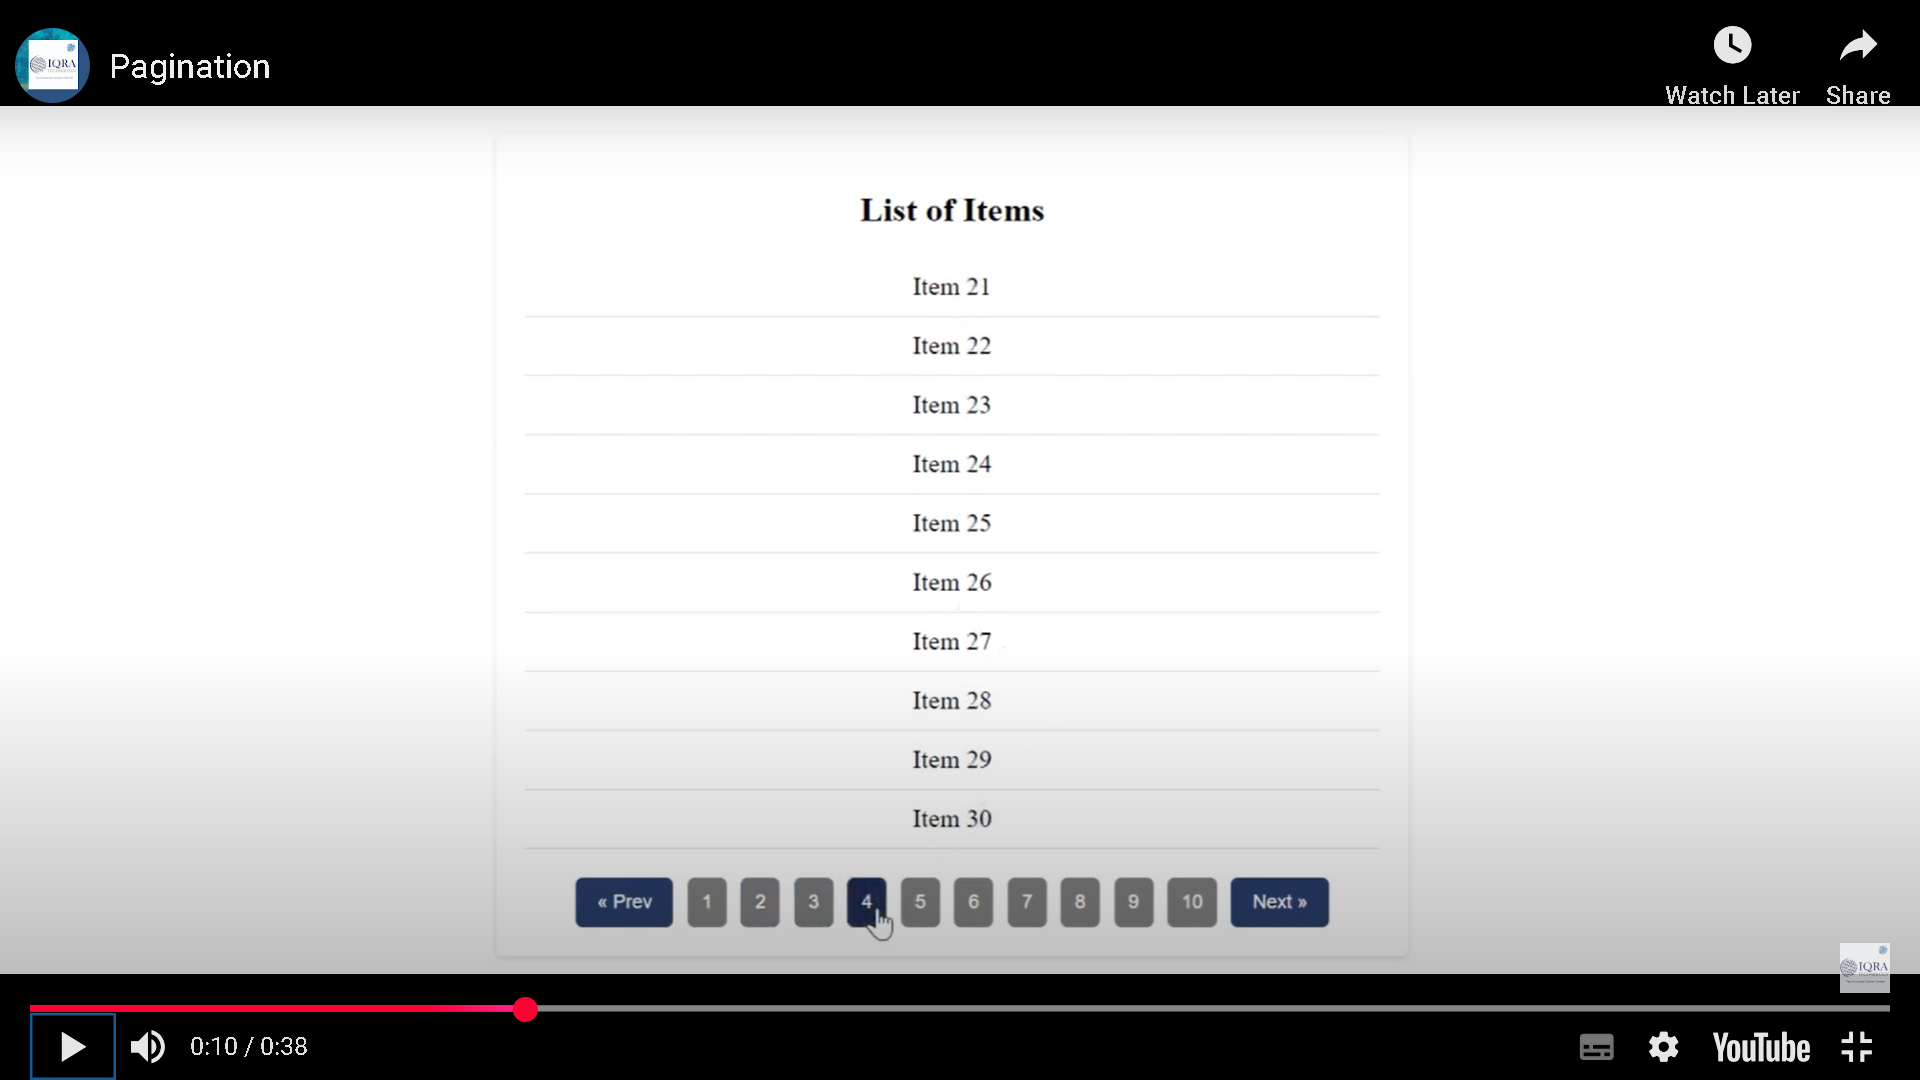 IQRA
Pagination
Watch Later
Share
List of Items
Item 21
Item 22
Item 23
Item 24
Item 25
Item 26
Item 27
Item 28
Item 29
Item 30
« Prev 1 2 3 4 5 6 7 8 9 10 Next »
IQRA
0:10 / 0:38
YouTube